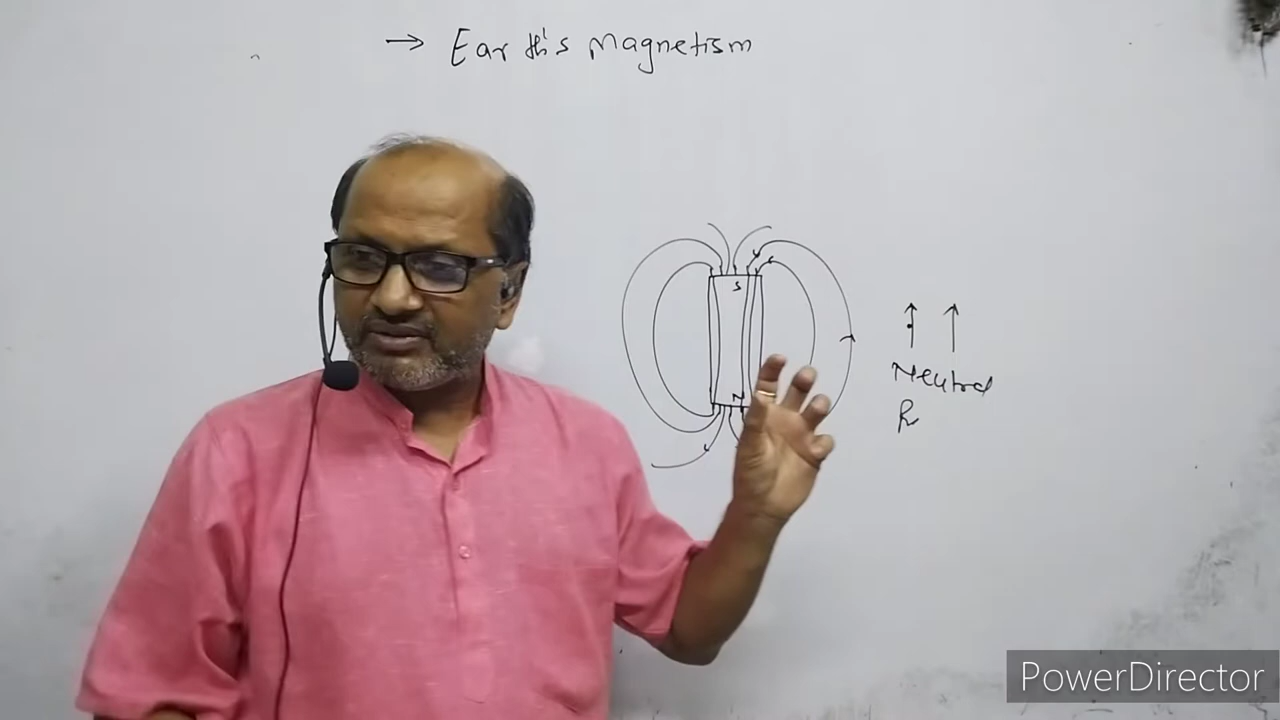 → Earth's Magnetism
S
N
Neutral
R
PowerDirector